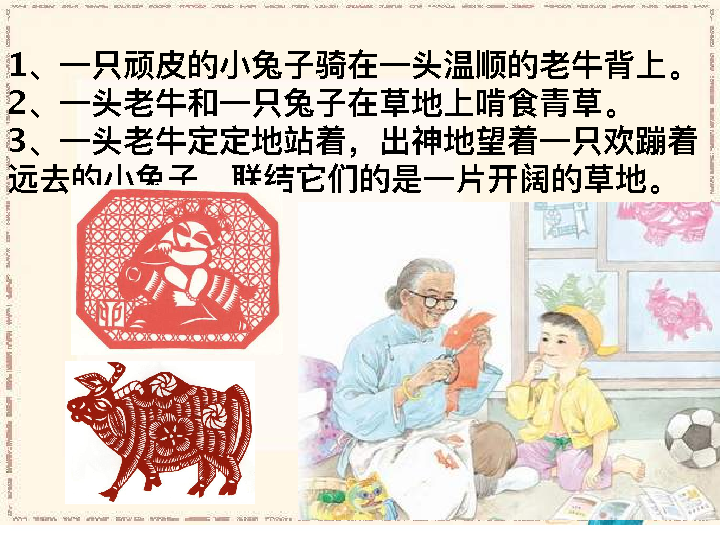 1、一只顽皮的小兔子骑在一头温顺的老牛背上。
2、一头老牛和一只兔子在草地上啃食青草。
3、一头老牛定定地站着，出神地望着一只欢蹦着
远去的小兔子，联结它们的是一片开阔的草地。